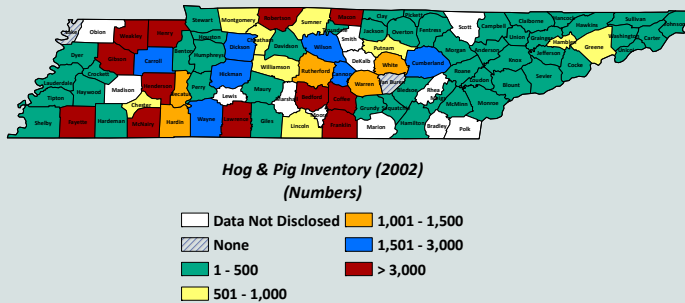 Lake
Obion
Weakley
Henry
Stewart
Montgomery
Robertson
Sumner
Macon
Clay
Pickett
Scott
Campbell
Claiborne
Hancock
Hawkins
Sullivan
Johnson
Dyer
Gibson
Carroll
Benton
Houston
Humphreys
Dickson
Cheatham
Davidson
Wilson
Smith
Jackson
Overton
Fentress
Morgan
Anderson
Union
Grainger
Hamblen
Greene
Washington
Carter
Lauderdale
Crockett
Haywood
Madison
Henderson
Decatur
Perry
Hickman
Williamson
Rutherford
Cannon
DeKalb
Putnam
White
Cumberland
Roane
Loudon
Knox
Jefferson
Cocke
Sevier
Blount
Tipton
Chester
Lewis
Maury
Marshall
Bedford
Coffee
Warren
Van Buren
Bledsoe
Rhea
Meigs
McMinn
Monroe
Shelby
Fayette
Hardeman
McNairy
Hardin
Wayne
Lawrence
Giles
Lincoln
Moore
Franklin
Grundy
Sequatchie
Marion
Hamilton
Bradley
Polk
Hog & Pig Inventory (2002)
(Numbers)
Data Not Disclosed
None
1 - 500
501 - 1,000
1,001 - 1,500
1,501 - 3,000
> 3,000